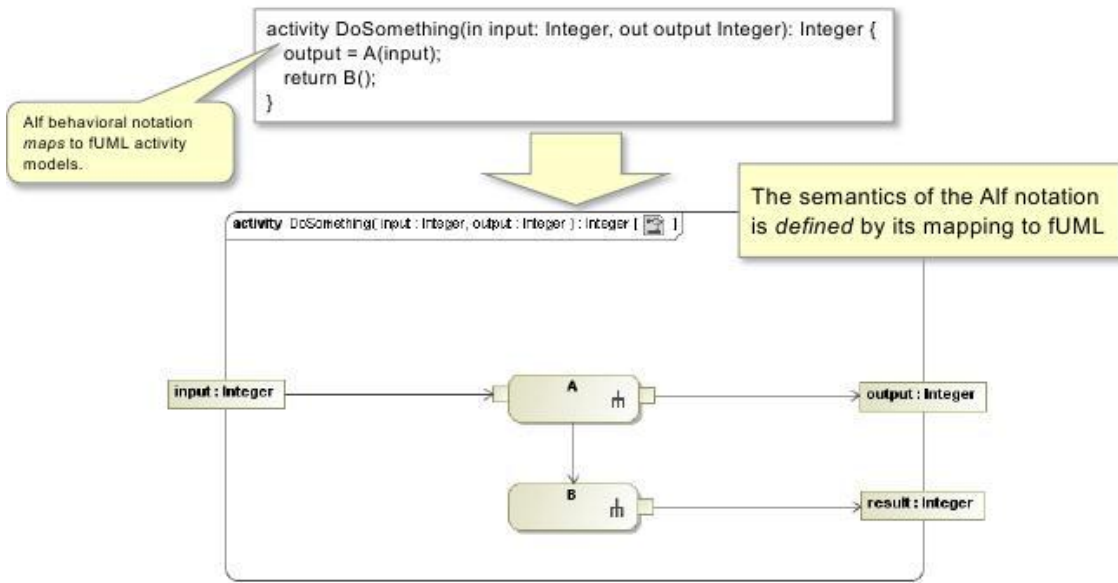 activity DoSomething(in input: Integer, out output Integer): Integer {
output = A(input);
return B();
}
Alf behavioral notation
maps to fUML activity
models.
The semantics of the Alf notation
is defined by its mapping to fUML
activity DoSomething( input : Integer, output : Integer ) : Integer [ ]
input : Integer
A
output : Integer
B
result : Integer